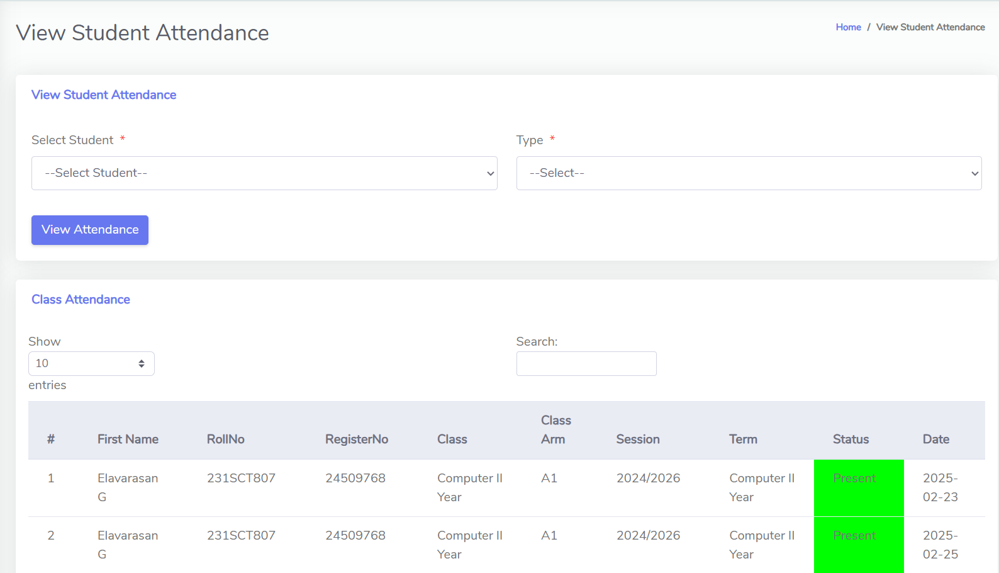 View Student Attendance
Home / View Student Attendance
View Student Attendance
Select Student *
Type *
--Select Student--
--Select--
View Attendance
Class Attendance
Show
Search:
10
entries
# First Name RollNo RegisterNo Class Class Arm Session Term Status Date
1 Elavarasan G 231SCT807 24509768 Computer II Year A1 2024/2026 Computer II Year Present 2025-02-23
2 Elavarasan G 231SCT807 24509768 Computer II Year A1 2024/2026 Computer II Year Present 2025-02-25